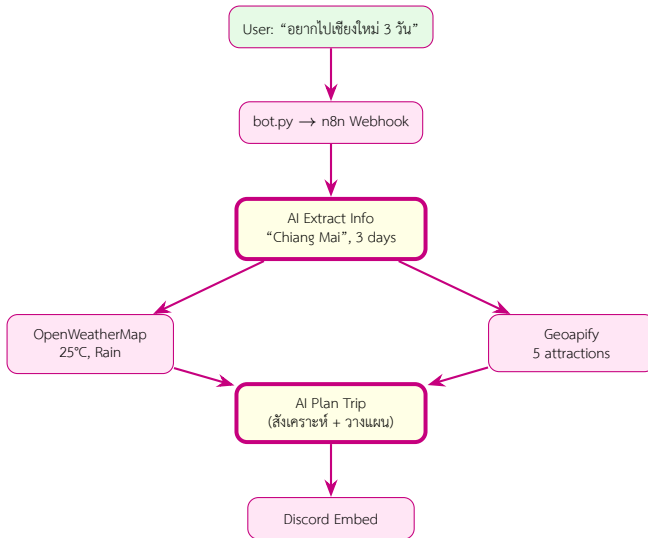 User: “อยากไปเชียงใหม่ 3 วัน”
bot.py → n8n Webhook
AI Extract Info
“Chiang Mai”, 3 days
OpenWeatherMap
25°C, Rain
Geoapify
5 attractions
AI Plan Trip
(สังเคราะห์ + วางแผน)
Discord Embed